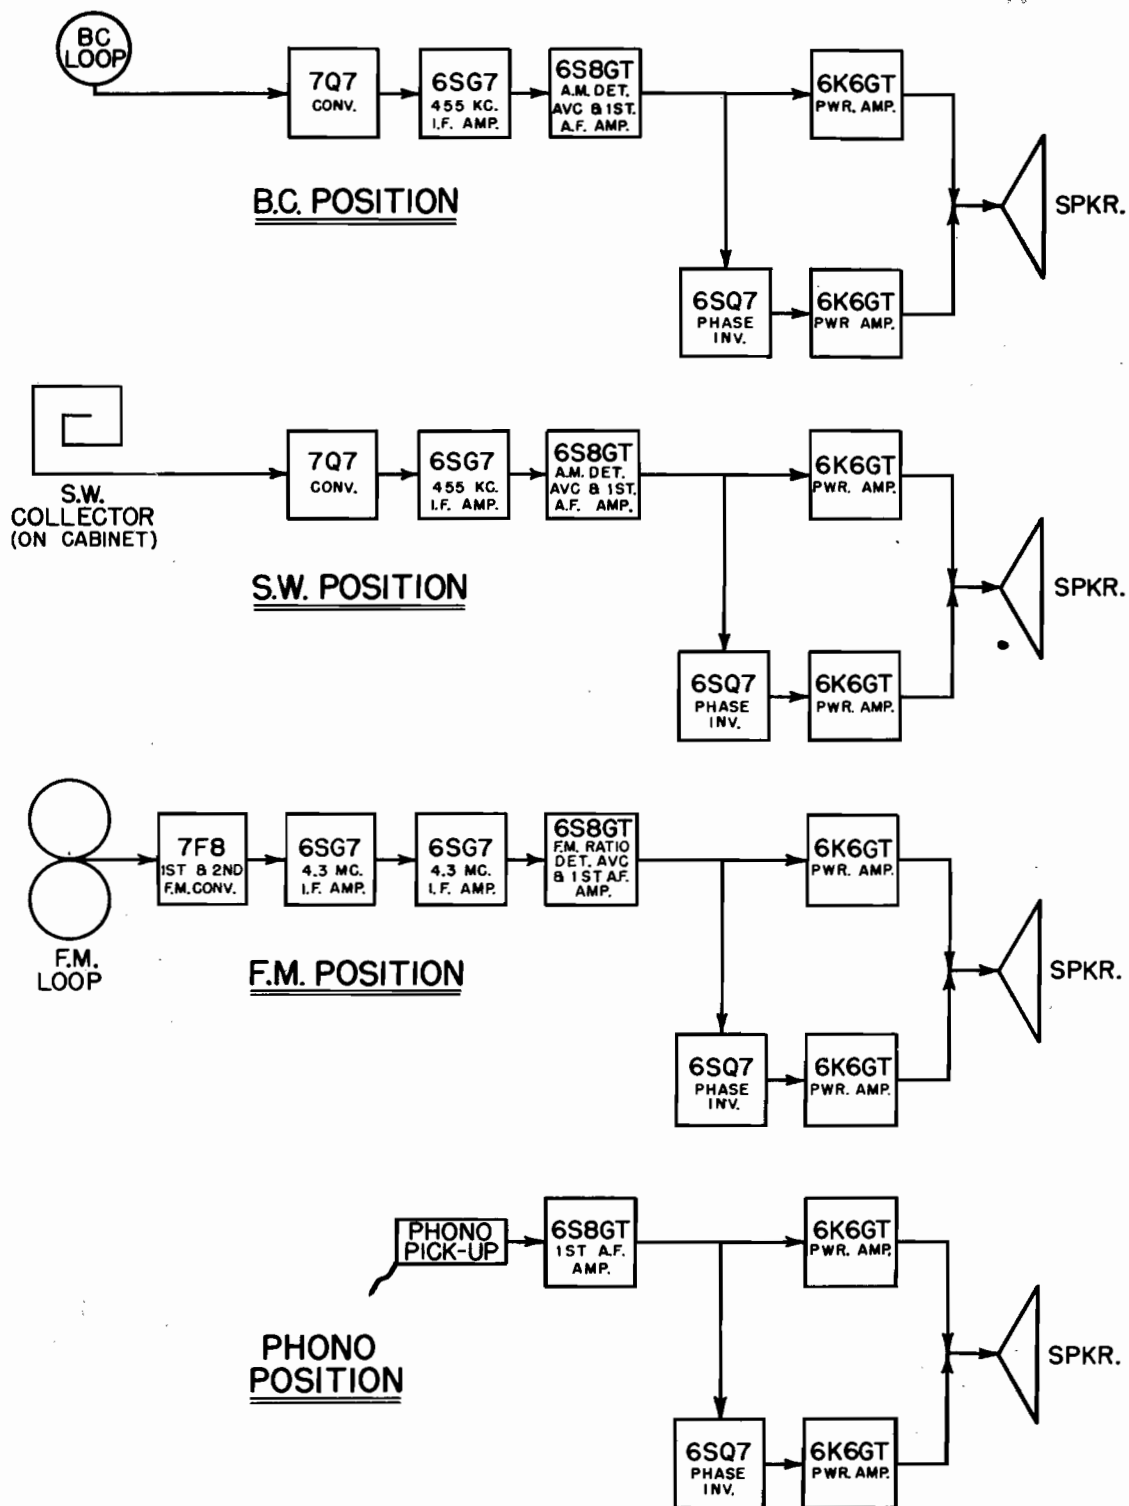 BC
LOOP
7Q7
CONV.
6SG7
455 KC.
I.F. AMP.
6S8GT
A.M. DET.
AVC & 1ST.
A.F. AMP.
6K6GT
PWR. AMP.
SPKR.
B.C. POSITION
6SQ7
PHASE
INV.
6K6GT
PWR AMP.
S.W.
COLLECTOR
(ON CABINET)
7Q7
CONV.
6SG7
455 KC.
I.F. AMP.
6S8GT
A.M. DET.
AVC & 1ST.
A.F. AMP.
6K6GT
PWR. AMP.
SPKR.
S.W. POSITION
6SQ7
PHASE
INV.
6K6GT
PWR. AMP.
F.M.
LOOP
7F8
1ST & 2ND
F.M. CONV.
6SG7
4.3 MC.
I.F. AMP.
6SG7
4.3 MC.
I.F. AMP.
6S8GT
F.M. RATIO
DET. AVC
& 1ST A.F.
AMP.
6K6GT
PWR. AMP.
SPKR.
F.M. POSITION
6SQ7
PHASE
INV.
6K6GT
PWR. AMP.
PHONO
PICK-UP
6S8GT
1ST A.F.
AMP.
6K6GT
PWR. AMP.
SPKR.
PHONO
POSITION
6SQ7
PHASE
INV.
6K6GT
PWR. AMP.